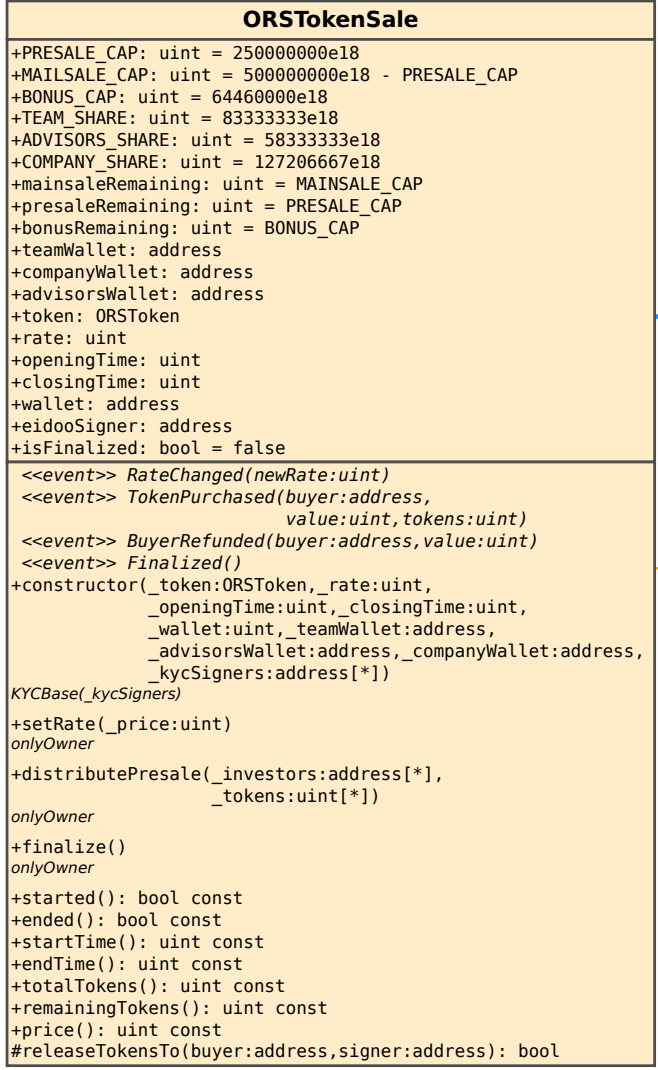 ORSTokenSale
+PRESALE_CAP: uint = 250000000e18
+MAILSALE_CAP: uint = 500000000e18 - PRESALE_CAP
+BONUS_CAP: uint = 64460000e18
+TEAM_SHARE: uint = 83333333e18
+ADVISORS_SHARE: uint = 58333333e18
+COMPANY_SHARE: uint = 127206667e18
+mainsaleRemaining: uint = MAINSALE_CAP
+presaleRemaining: uint = PRESALE_CAP
+bonusRemaining: uint = BONUS_CAP
+teamWallet: address
+companyWallet: address
+advisorsWallet: address
+token: ORSToken
+rate: uint
+openingTime: uint
+closingTime: uint
+wallet: address
+eidooSigner: address
+isFinalized: bool = false
<<event>> RateChanged(newRate:uint)
<<event>> TokenPurchased(buyer:address,
value:uint,tokens:uint)
<<event>> BuyerRefunded(buyer:address,value:uint)
<<event>> Finalized()
+constructor(_token:ORSToken,_rate:uint,
_openingTime:uint,_closingTime:uint,
_wallet:uint,_teamWallet:address,
_advisorsWallet:address,_companyWallet:address,
_kycSigners:address[*])
KYCBase(_kycSigners)
+setRate(_price:uint)
onlyOwner
+distributePresale(_investors:address[*],
_tokens:uint[*])
onlyOwner
+finalize()
onlyOwner
+started(): bool const
+ended(): bool const
+startTime(): uint const
+endTime(): uint const
+totalTokens(): uint const
+remainingTokens(): uint const
+price(): uint const
#releaseTokensTo(buyer:address,signer:address): bool